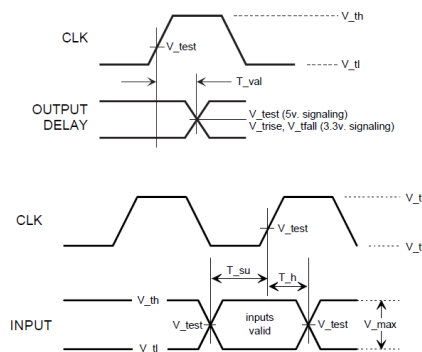 V_th
CLK
V_test
V_tl
T_val
OUTPUT
DELAY
V_test (5v. signaling)
V_trise, V_tfall (3.3v. signaling)
V_t
CLK
V_test
V_t
T_su
T_h
V_th
INPUT
V_test
inputs
valid
V_test
V_max
V_tl